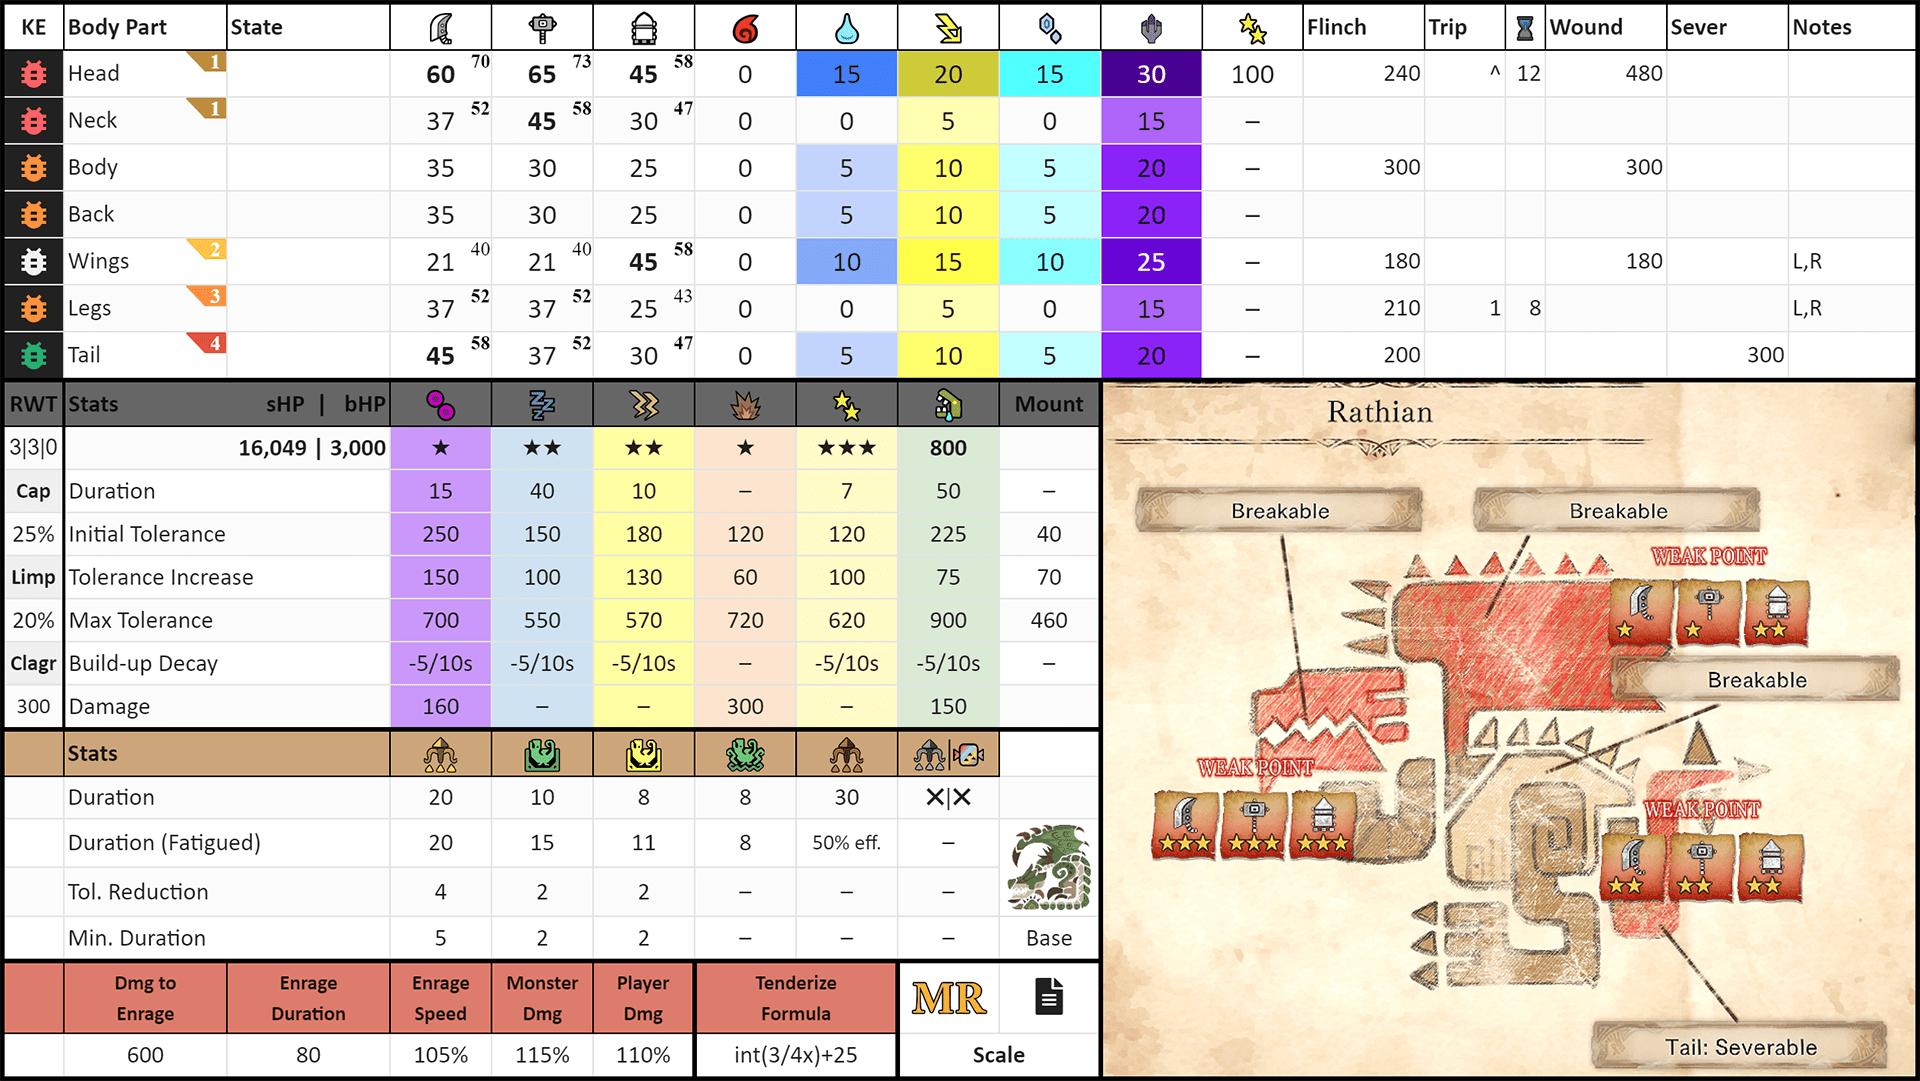 KE Body Part State Flinch Trip Wound Sever Notes
Head 1 60 70 65 73 45 58 0 15 20 15 30 100 240 ^ 12 480
Neck 1 37 52 45 58 30 47 0 0 5 0 15 –
Body 35 30 25 0 5 10 5 20 – 300 300
Back 35 30 25 0 5 10 5 20 –
Wings 2 21 40 21 40 45 58 0 10 15 10 25 – 180 180 L,R
Legs 3 37 52 37 52 25 43 0 0 5 0 15 – 210 1 8 L,R
Tail 4 45 58 37 52 30 47 0 5 10 5 20 – 200 300
RWT Stats sHP | bHP Mount
3|3|0 16,049 | 3,000 ★ ★★ ★★ ★ ★★★ 800
Cap Duration 15 40 10 – 7 50 –
25% Initial Tolerance 250 150 180 120 120 225 40
Limp Tolerance Increase 150 100 130 60 100 75 70
20% Max Tolerance 700 550 570 720 620 900 460
Clagr Build-up Decay -5/10s -5/10s -5/10s – -5/10s -5/10s –
300 Damage 160 – – 300 – 150
Stats
Duration 20 10 8 8 30 ✕|✕
Duration (Fatigued) 20 15 11 8 50% eff. –
Tol. Reduction 4 2 2 – – –
Min. Duration 5 2 2 – – – Base
Dmg to Enrage Enrage Duration Enrage Speed Monster Dmg Player Dmg Tenderize Formula MR
600 80 105% 115% 110% int(3/4x)+25 Scale
Rathian
Breakable
Breakable
WEAK POINT
Breakable
WEAK POINT
WEAK POINT
Tail: Severable